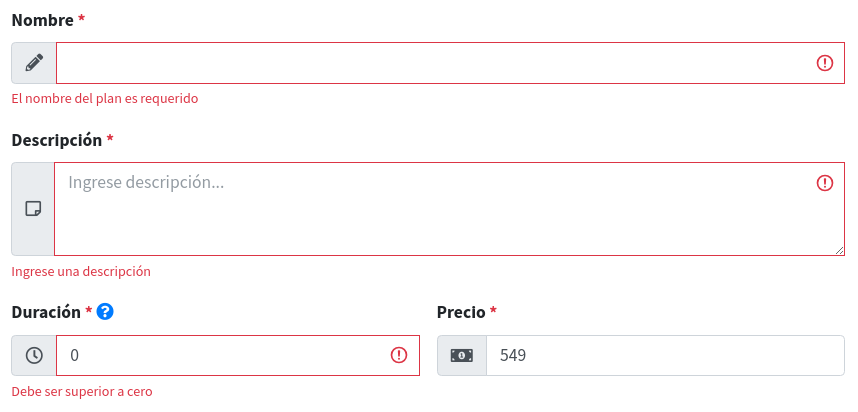 Nombre *
El nombre del plan es requerido
Descripción *
Ingrese descripción...
Ingrese una descripción
Duración * ? Precio *
0 549
Debe ser superior a cero